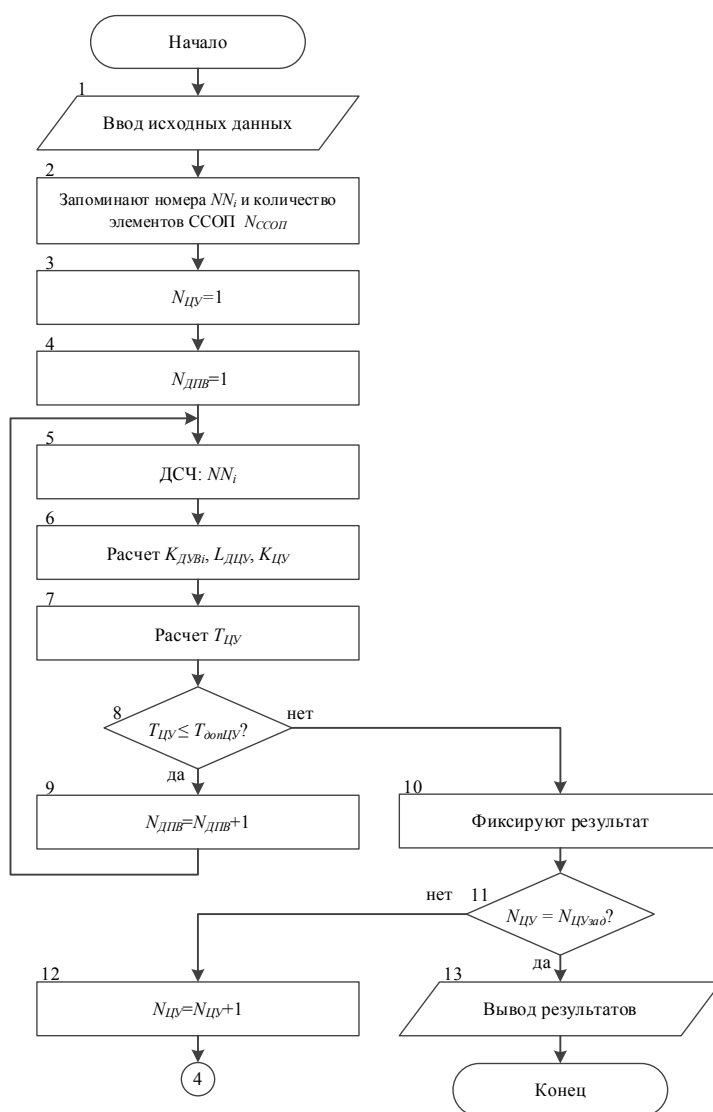 Начало
1
Ввод исходных данных
2
Запоминают номера NNi и количество
элементов ССОП NССОП
3
NЦУ=1
4
NДПВ=1
5
ДСЧ: NNi
6
Расчет KДУВi, LДЦУ, KЦУ
7
Расчет TЦУ
8
TЦУ ≤ TдопЦУ?
нет
да
9
NДПВ=NДПВ+1
10
Фиксируют результат
11
нет
NЦУ = NЦУзад?
да
12
NЦУ=NЦУ+1
13
Вывод результатов
4
Конец